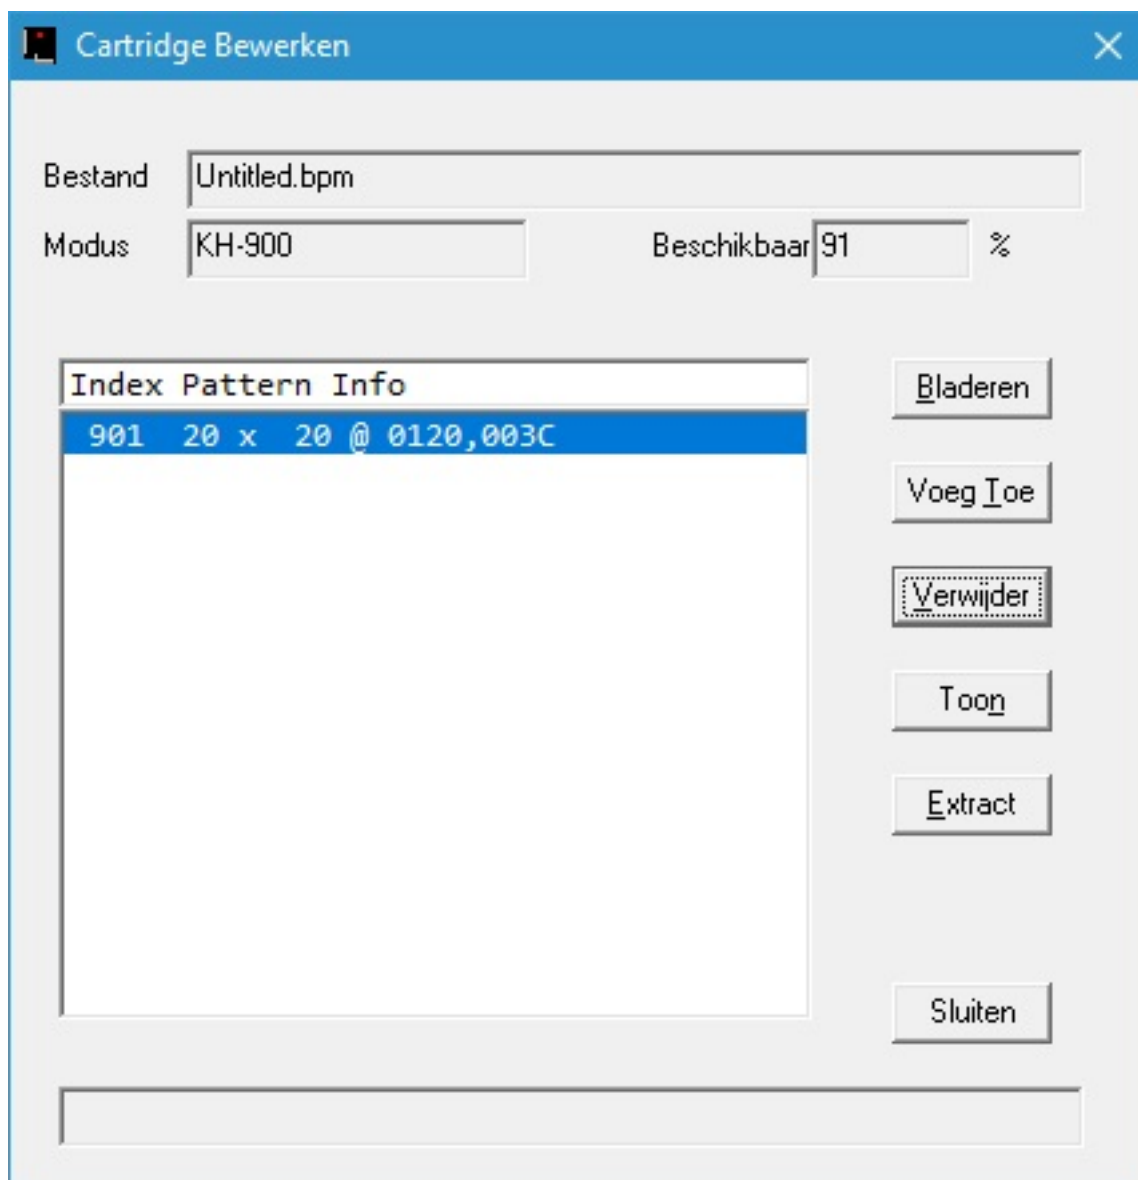 Cartridge Bewerken
Bestand Untitled.bpm
Modus KH-900 Beschikbaar 91 %
Index Pattern Info
901 20 x 20 @ 0120,003C
Bladeren
Voeg Toe
Verwijder
Toon
Extract
Sluiten